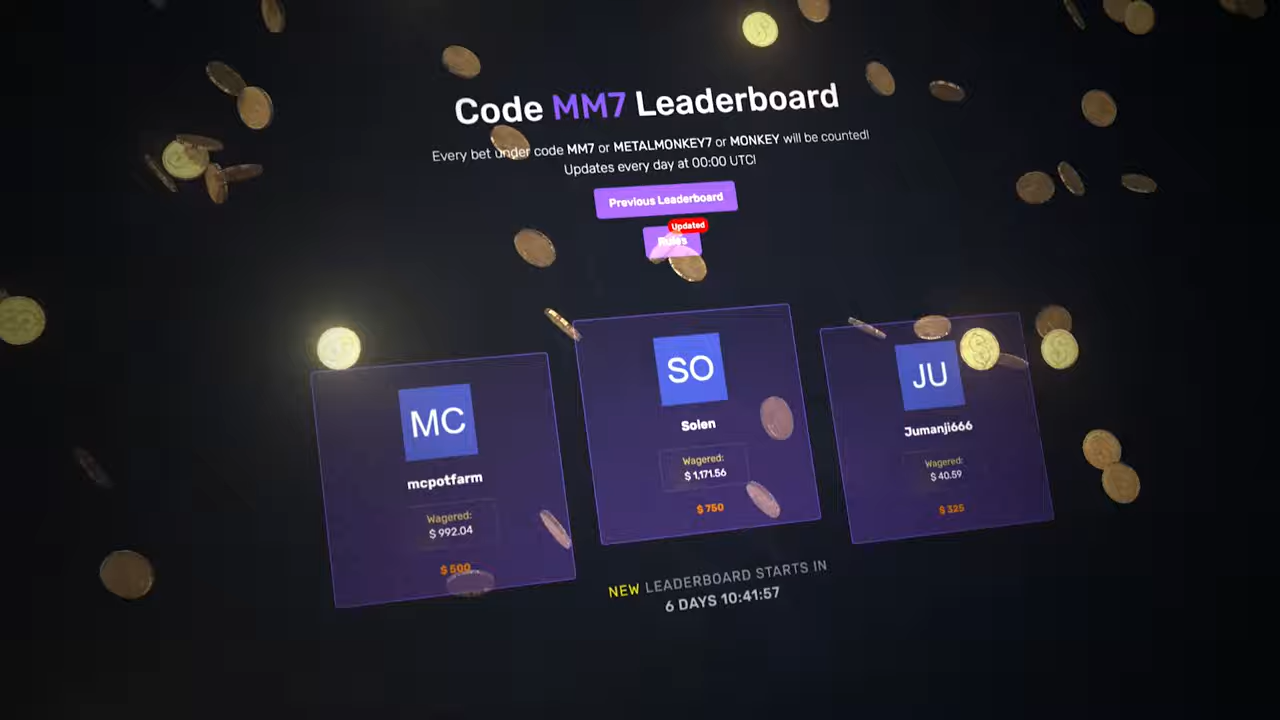 Code MM7 Leaderboard
Every bet under code MM7 or METALMONKEY7 or MONKEY will be counted!
Updates every day at 00:00 UTC!
Previous Leaderboard
Updated
Rules
MC
mcpotfarm
Wagered:
$ 992.04
$ 500
SO
Solen
Wagered:
$ 1,171.56
$ 750
JU
Jumanji666
Wagered:
$ 40.59
$ 325
NEW LEADERBOARD STARTS IN
6 DAYS 10:41:57